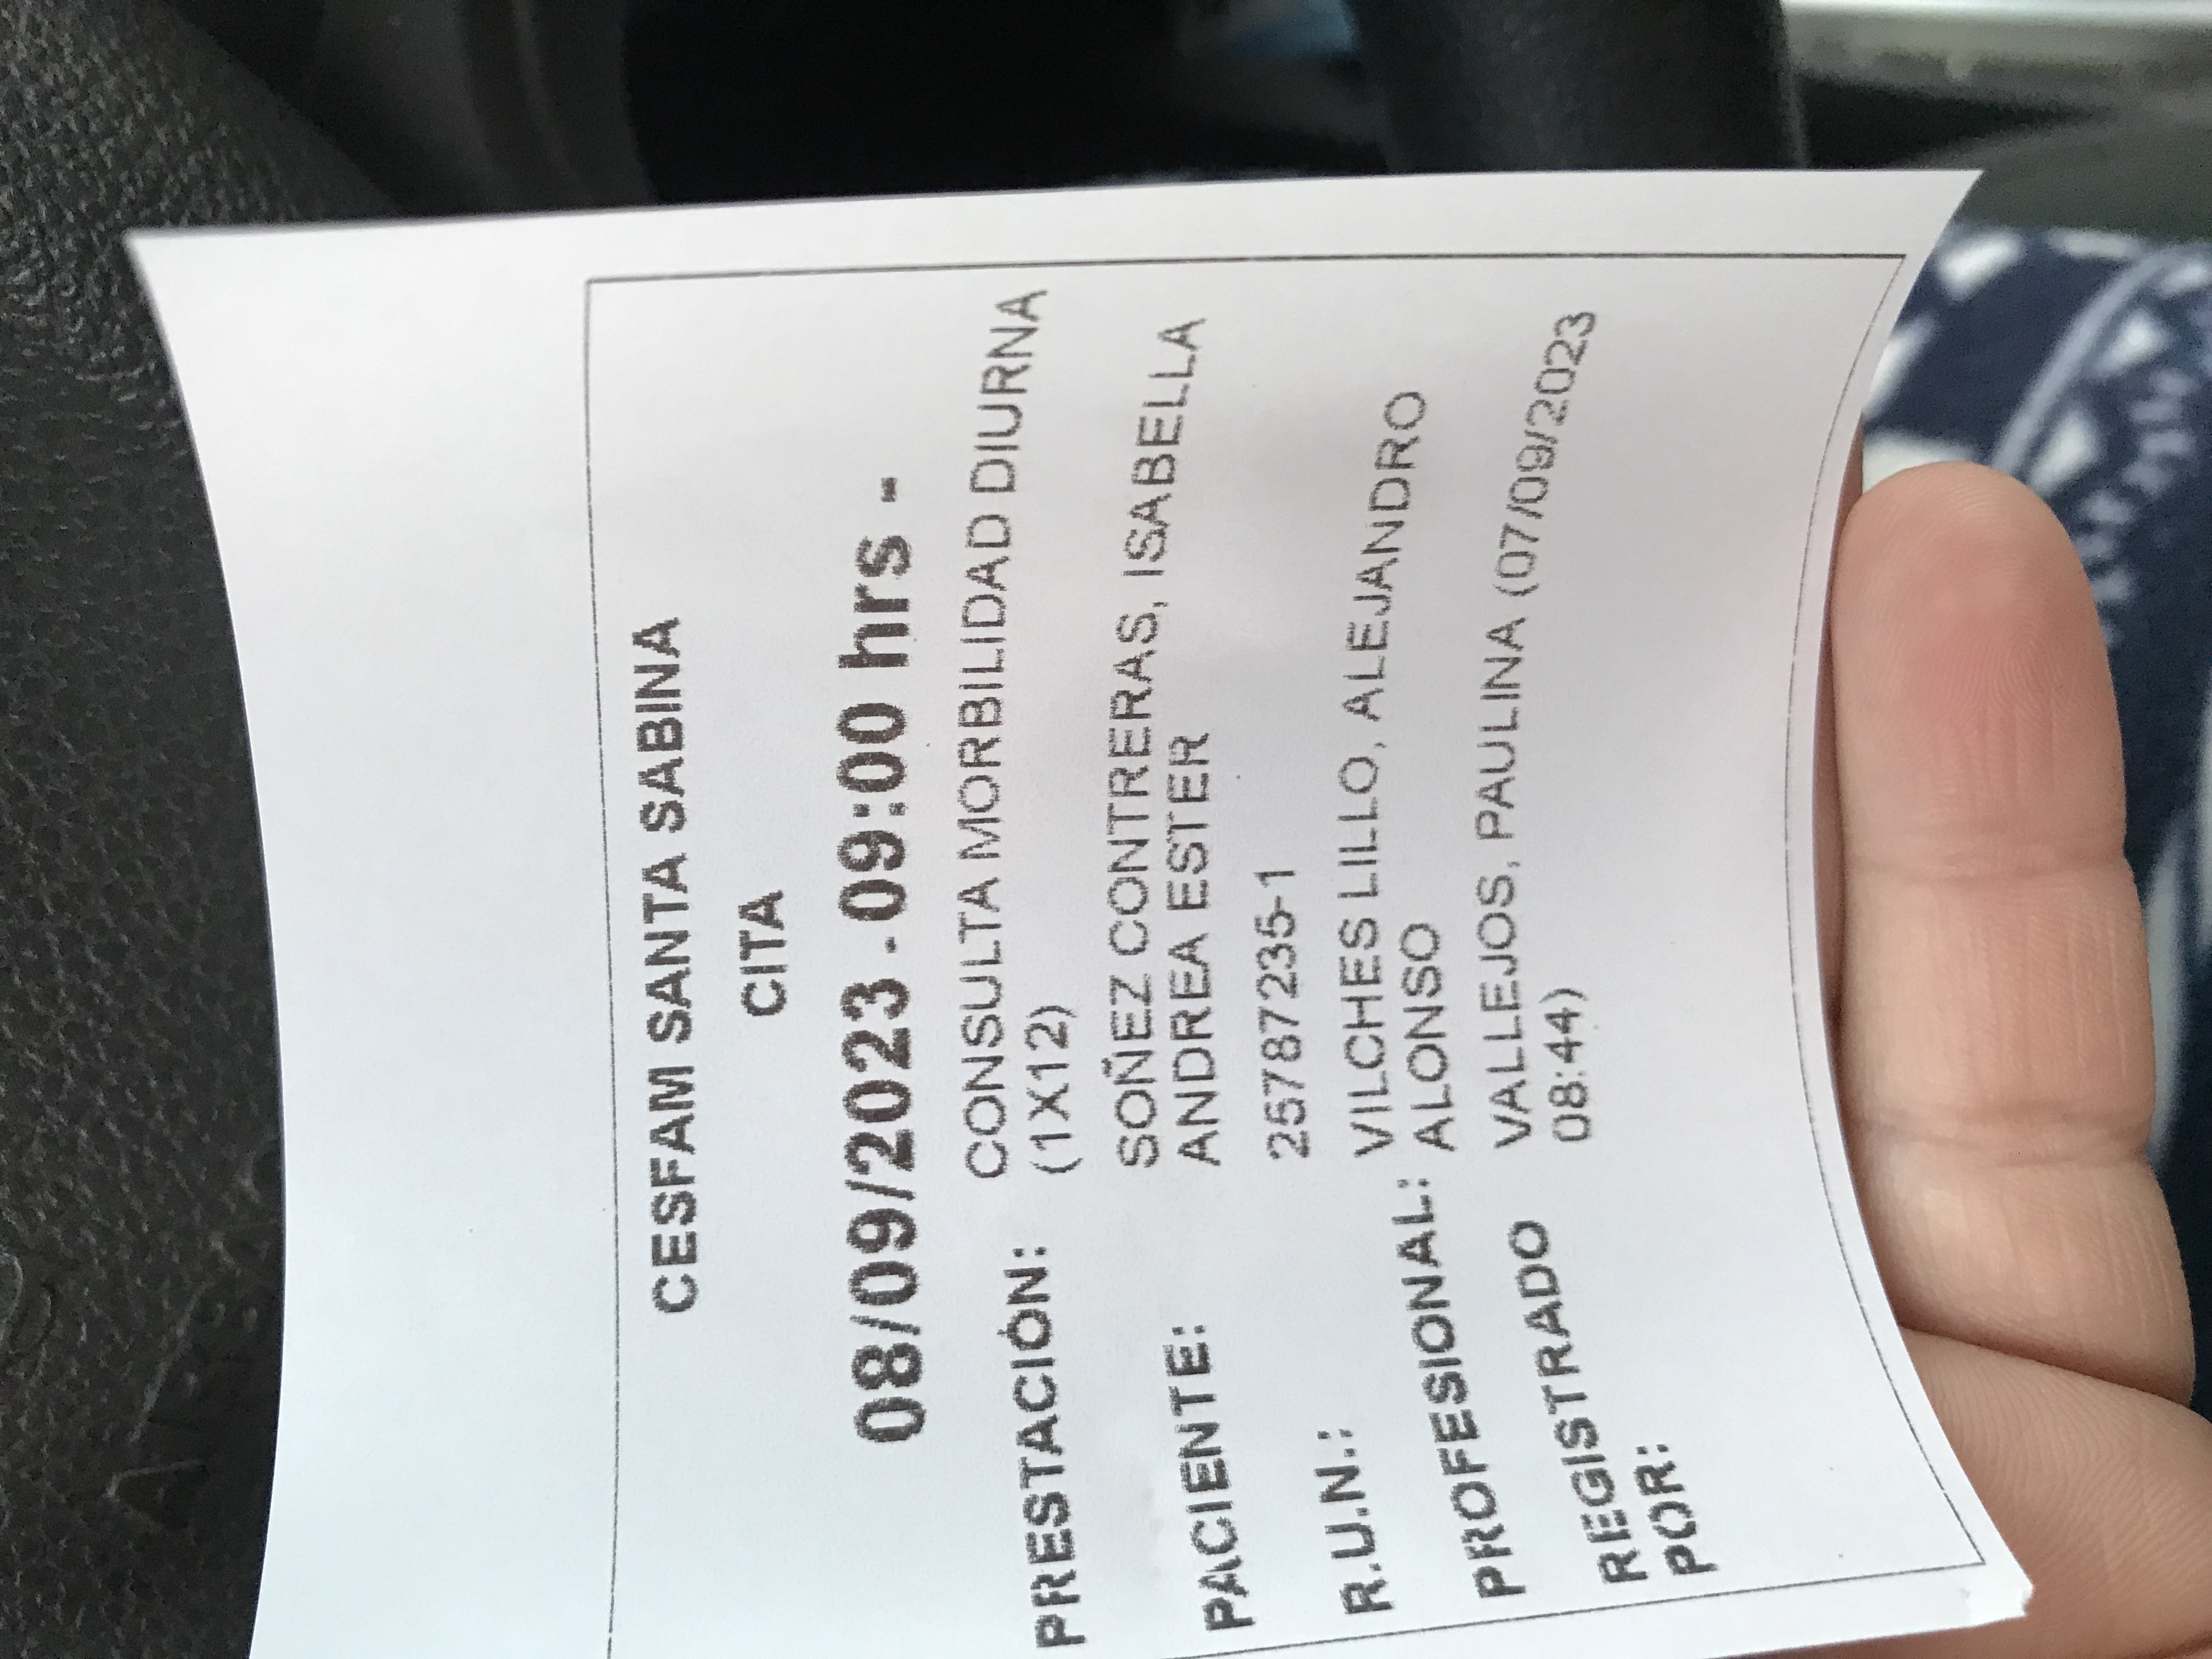 CESFAM SANTA SABINA
CITA
08/09/2023 - 09:00 hrs -
PRESTACIÓN: CONSULTA MORBILIDAD DIURNA
(1X12)
PACIENTE: SOÑEZ CONTRERAS, ISABELLA
ANDREA ESTER
R.U.N.: 25787235-1
PROFESIONAL: VILCHES LILLO, ALEJANDRO
ALONSO
REGISTRADO VALLEJOS, PAULINA (07/09/2023
POR: 08:44)